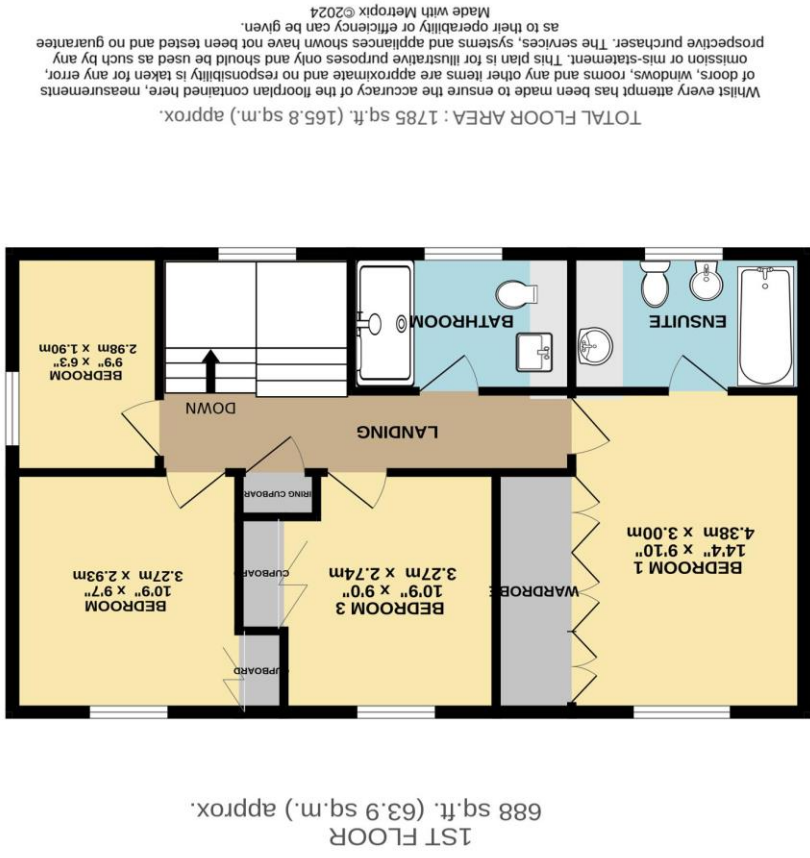 1ST FLOOR
688 sq.ft. (63.9 sq.m.) approx.
BEDROOM 1
14'4" x 9'10"
4.38m x 3.00m
WARDROBE
BEDROOM 3
10'9" x 9'0"
3.27m x 2.74m
CUPBOARD
CUPBOARD
BEDROOM
10'9" x 9'7"
3.27m x 2.93m
IRING CUPBOAR
LANDING
DOWN
ENSUITE
BATHROOM
BEDROOM
9'9" x 6'3"
2.98m x 1.90m
TOTAL FLOOR AREA : 1785 sq.ft. (165.8 sq.m.) approx.
Whilst every attempt has been made to ensure the accuracy of the floorplan contained here, measurements
of doors, windows, rooms and any other items are approximate and no responsibility is taken for any error,
omission or mis-statement. This plan is for illustrative purposes only and should be used as such by any
prospective purchaser. The services, systems and appliances shown have not been tested and no guarantee
as to their operability or efficiency can be given.
Made with Metropix ©2024